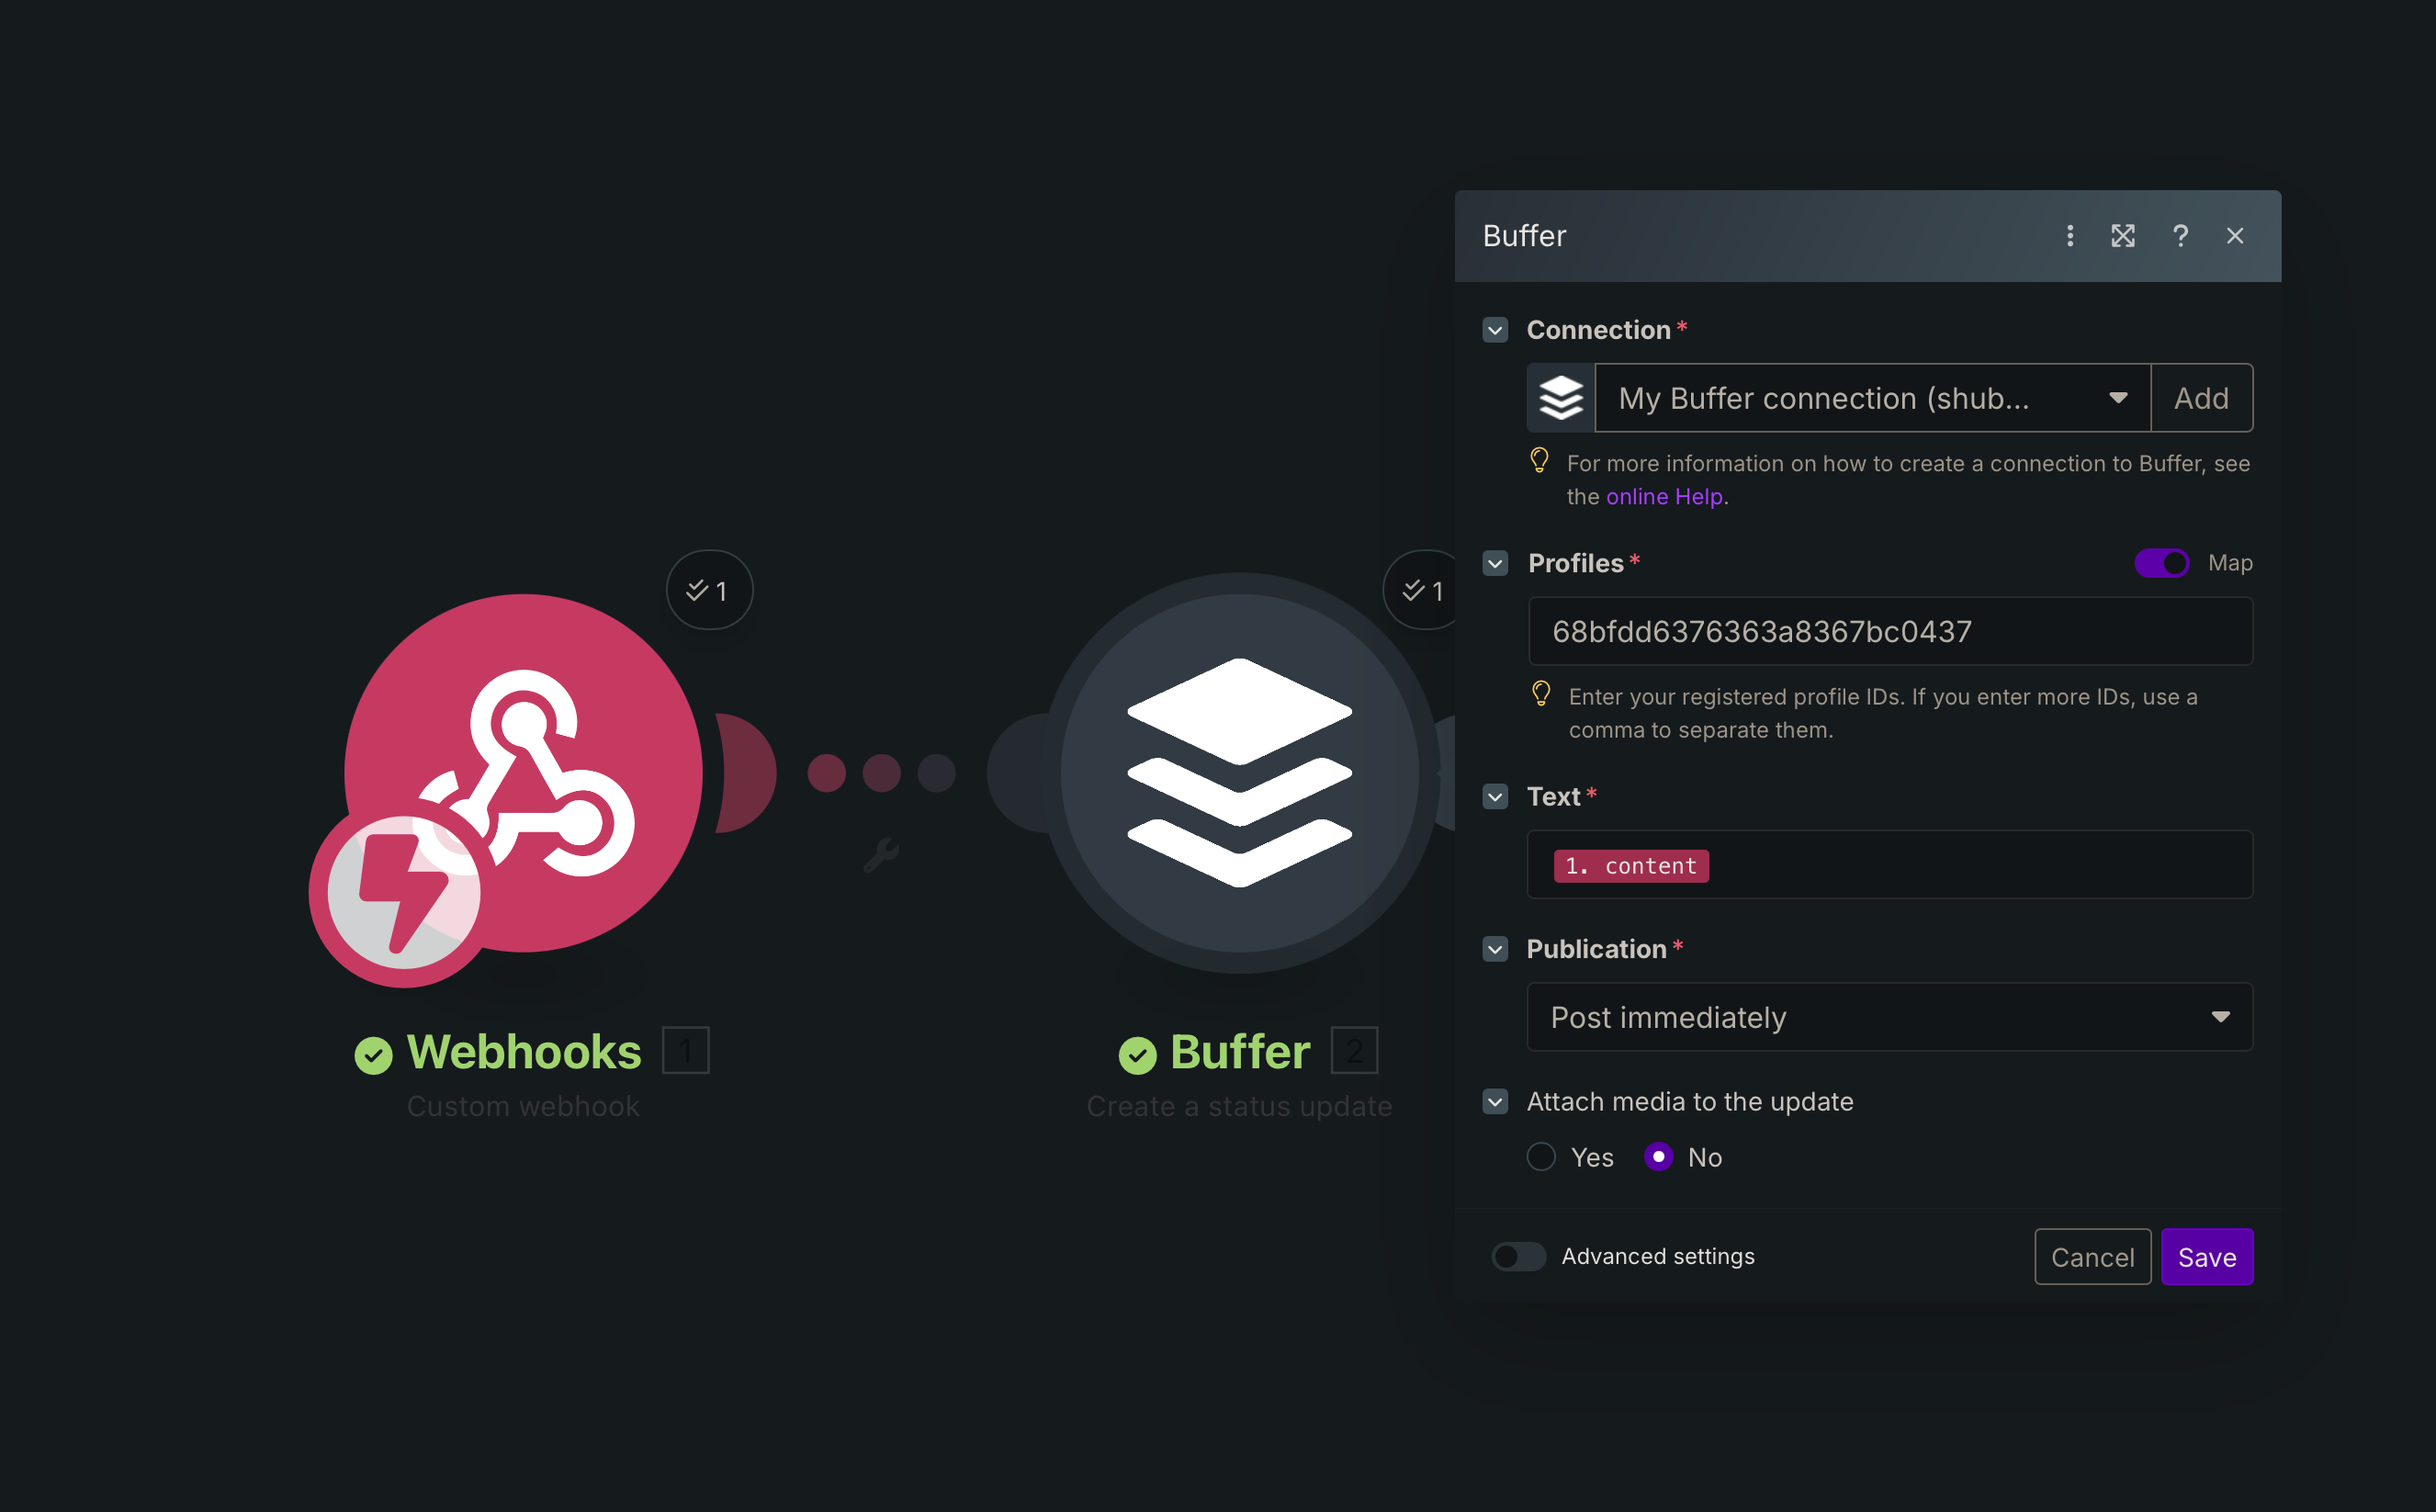 1
Webhooks 1
Custom webhook
1
Buffer 2
Create a status update
Buffer
Connection *
My Buffer connection (shub...
Add
For more information on how to create a connection to Buffer, see
the online Help.
Profiles *
Map
68bfdd6376363a8367bc0437
Enter your registered profile IDs. If you enter more IDs, use a
comma to separate them.
Text *
1. content
Publication *
Post immediately
Attach media to the update
Yes No
Advanced settings
Cancel Save